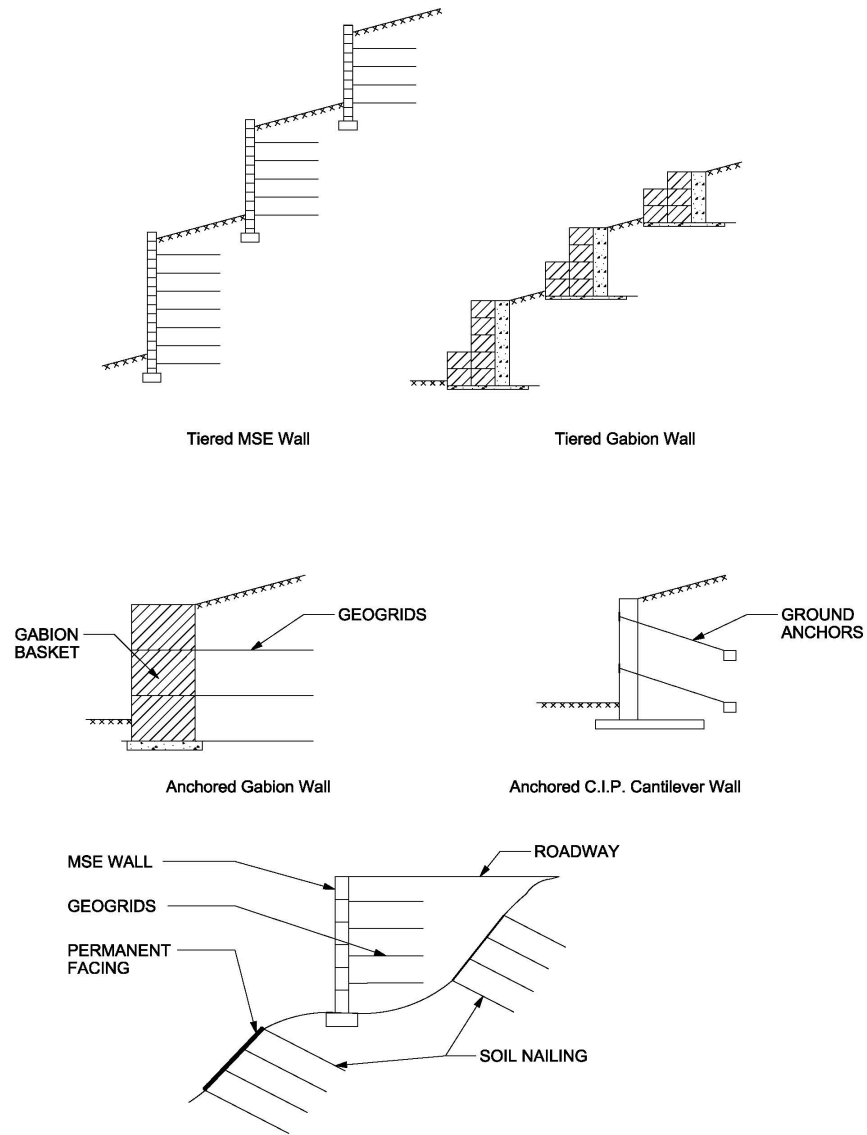 Tiered MSE Wall
Tiered Gabion Wall
GABION
BASKET
GEOGRIDS
GROUND
ANCHORS
Anchored Gabion Wall
Anchored C.I.P. Cantilever Wall
MSE WALL
ROADWAY
GEOGRIDS
PERMANENT
FACING
SOIL NAILING